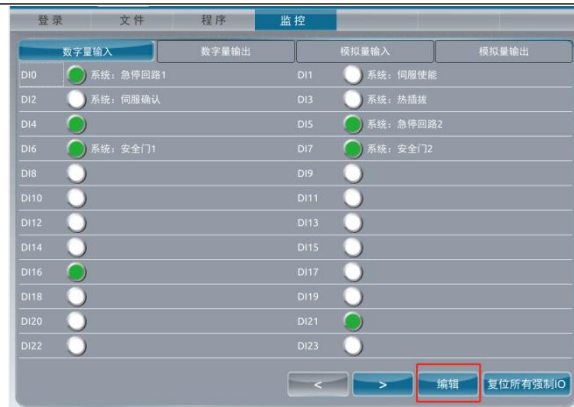 登录 文件 程序 监控
数字量输入 数字量输出 模拟量输入 模拟量输出
DI0 系统：急停回路1 DI1 系统：伺服使能
DI2 系统：伺服确认 DI3 系统：热插拔
DI4 DI5 系统：急停回路2
DI6 系统：安全门1 DI7 系统：安全门2
DI8 DI9
DI10 DI11
DI12 DI13
DI14 DI15
DI16 DI17
DI18 DI19
DI20 DI21
DI22 DI23
< > 编辑 复位所有强制IO